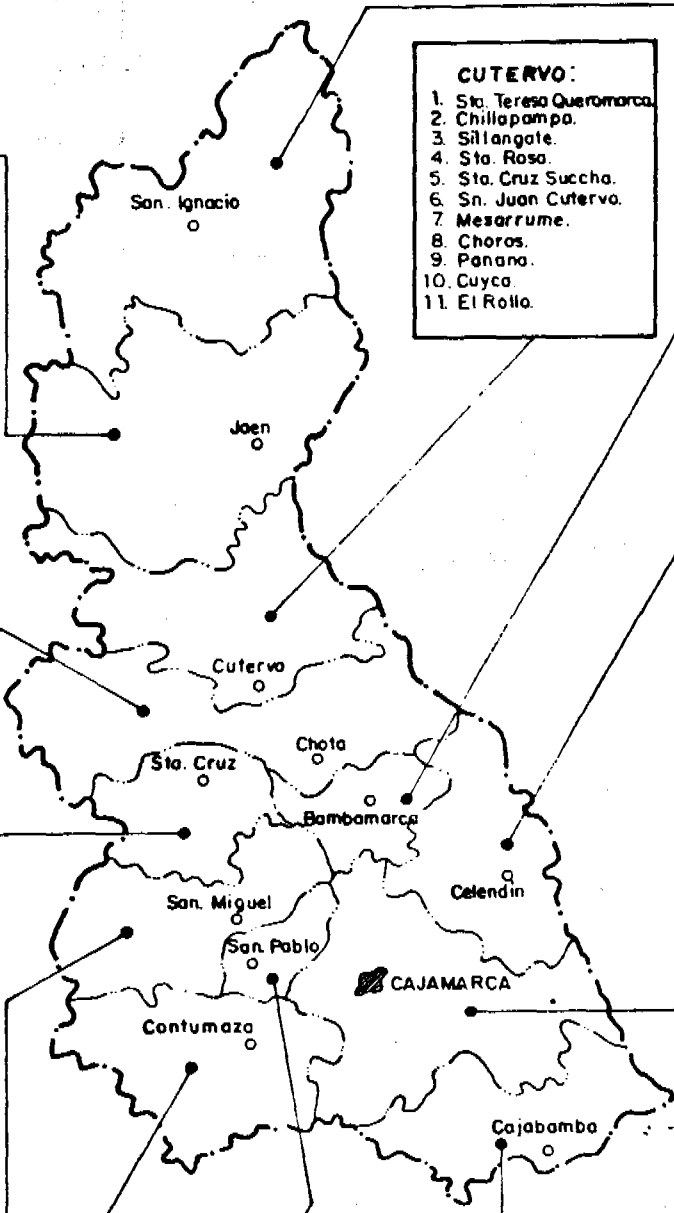 CUTERVO:
1. Sta. Teresa Queromarca.
2. Chillapampa.
3. Sillangate.
4. Sta. Rosa.
5. Sta. Cruz Succha.
6. Sn. Juan Cutervo.
7. Mesarrume.
8. Choros.
9. Panana.
10. Cuyca.
11. El Rollo.
San. Ignacio
Jaen
Cutervo
Chota
Sta. Cruz
Bambamarca
Celendin
San. Miguel
San. Pablo
CAJAMARCA
Contumaza
Cajabamba